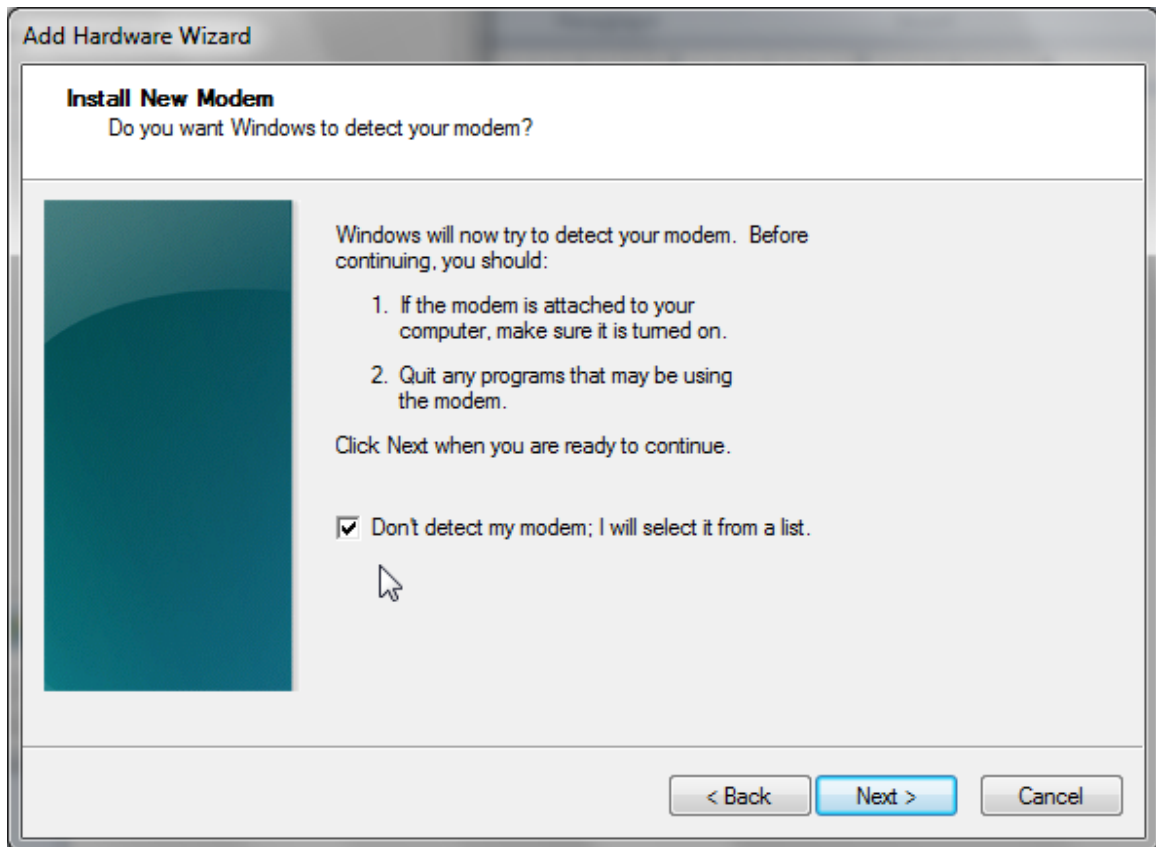 Add Hardware Wizard
Install New Modem
Do you want Windows to detect your modem?
Windows will now try to detect your modem. Before
continuing, you should:
1. If the modem is attached to your
computer, make sure it is turned on.
2. Quit any programs that may be using
the modem.
Click Next when you are ready to continue.
Don't detect my modem; I will select it from a list.
< Back Next > Cancel